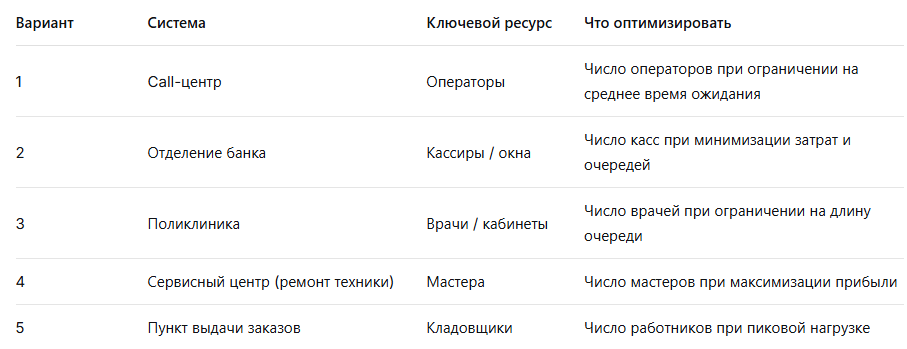 Вариант Система Ключевой ресурс Что оптимизировать
1 Call-центр Операторы Число операторов при ограничении на
среднее время ожидания
2 Отделение банка Кассиры / окна Число касс при минимизации затрат и
очередей
3 Поликлиника Врачи / кабинеты Число врачей при ограничении на длину
очереди
4 Сервисный центр (ремонт техники) Мастера Число мастеров при максимизации прибыли
5 Пункт выдачи заказов Кладовщики Число работников при пиковой нагрузке